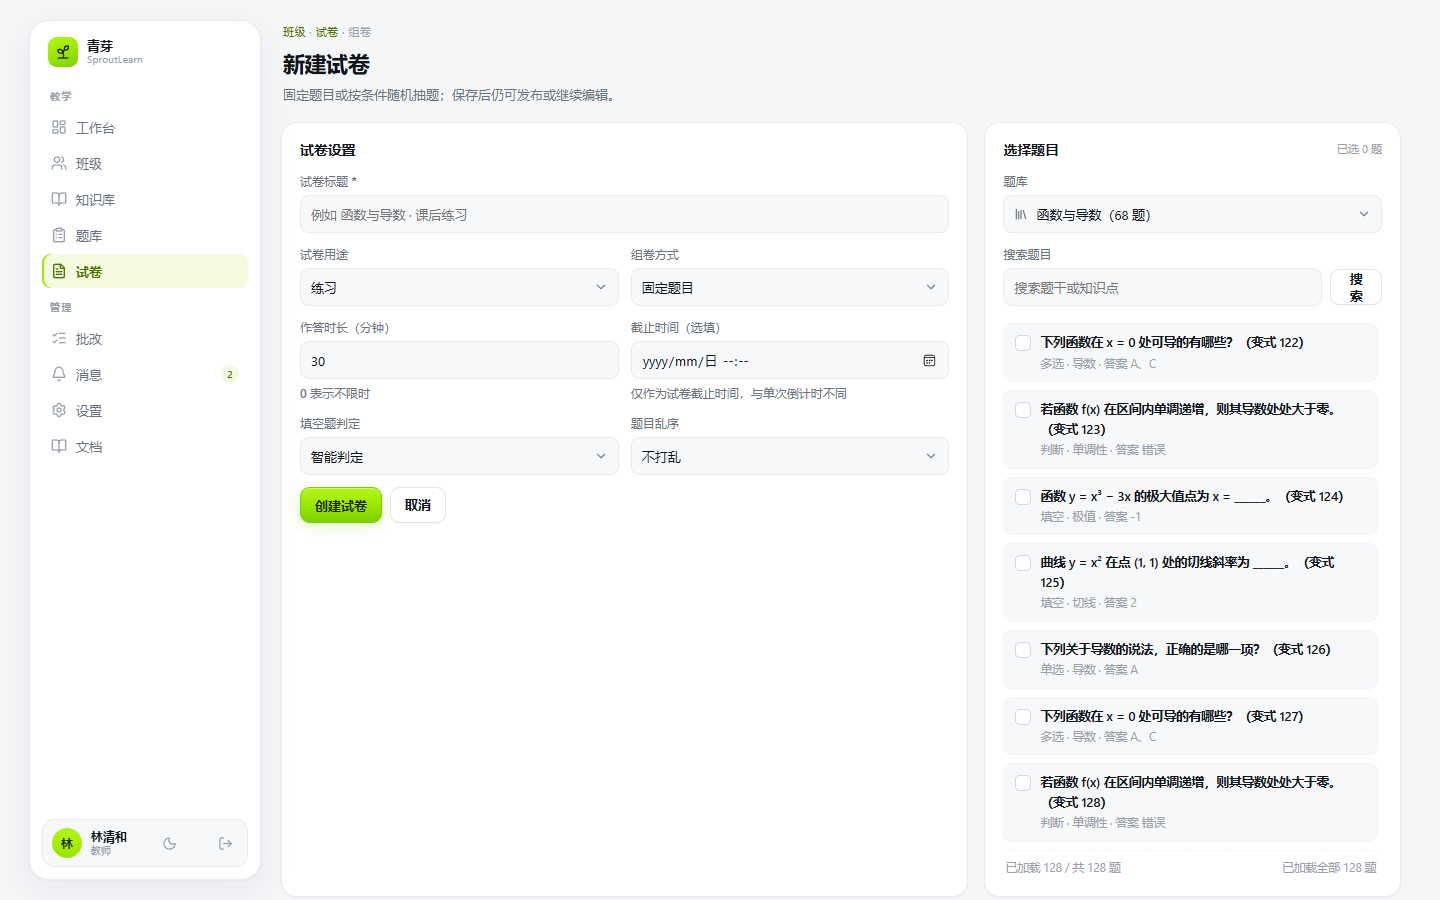 青芽
SproutLearn
教学
工作台
班级
知识库
题库
试卷
管理
批改
消息
2
设置
文档
林
林清和
教师
班级 · 试卷 · 组卷
新建试卷
固定题目或按条件随机抽题；保存后仍可发布或继续编辑。
试卷设置
试卷标题 *
例如 函数与导数 · 课后练习
试卷用途
组卷方式
练习
固定题目
作答时长（分钟）
截止时间（选填）
30
yyyy/mm/日 --:--
0 表示不限时
仅作为试卷截止时间，与单次倒计时不同
填空题判定
题目乱序
智能判定
不打乱
创建试卷
取消
选择题目
已选 0 题
题库
函数与导数（68 题）
搜索题目
搜索题干或知识点
搜
索
下列函数在 x = 0 处可导的有哪些？（变式 122）
多选 · 导数 · 答案 A、C
若函数 f(x) 在区间内单调递增，则其导数处处大于零。
（变式 123）
判断 · 单调性 · 答案 错误
函数 y = x³ − 3x 的极大值点为 x = _____。（变式 124）
填空 · 极值 · 答案 -1
曲线 y = x² 在点 (1, 1) 处的切线斜率为 _____。（变式
125）
填空 · 切线 · 答案 2
下列关于导数的说法，正确的是哪一项？（变式 126）
单选 · 导数 · 答案 A
下列函数在 x = 0 处可导的有哪些？（变式 127）
多选 · 导数 · 答案 A、C
若函数 f(x) 在区间内单调递增，则其导数处处大于零。
（变式 128）
判断 · 单调性 · 答案 错误
已加载 128 / 共 128 题
已加载全部 128 题